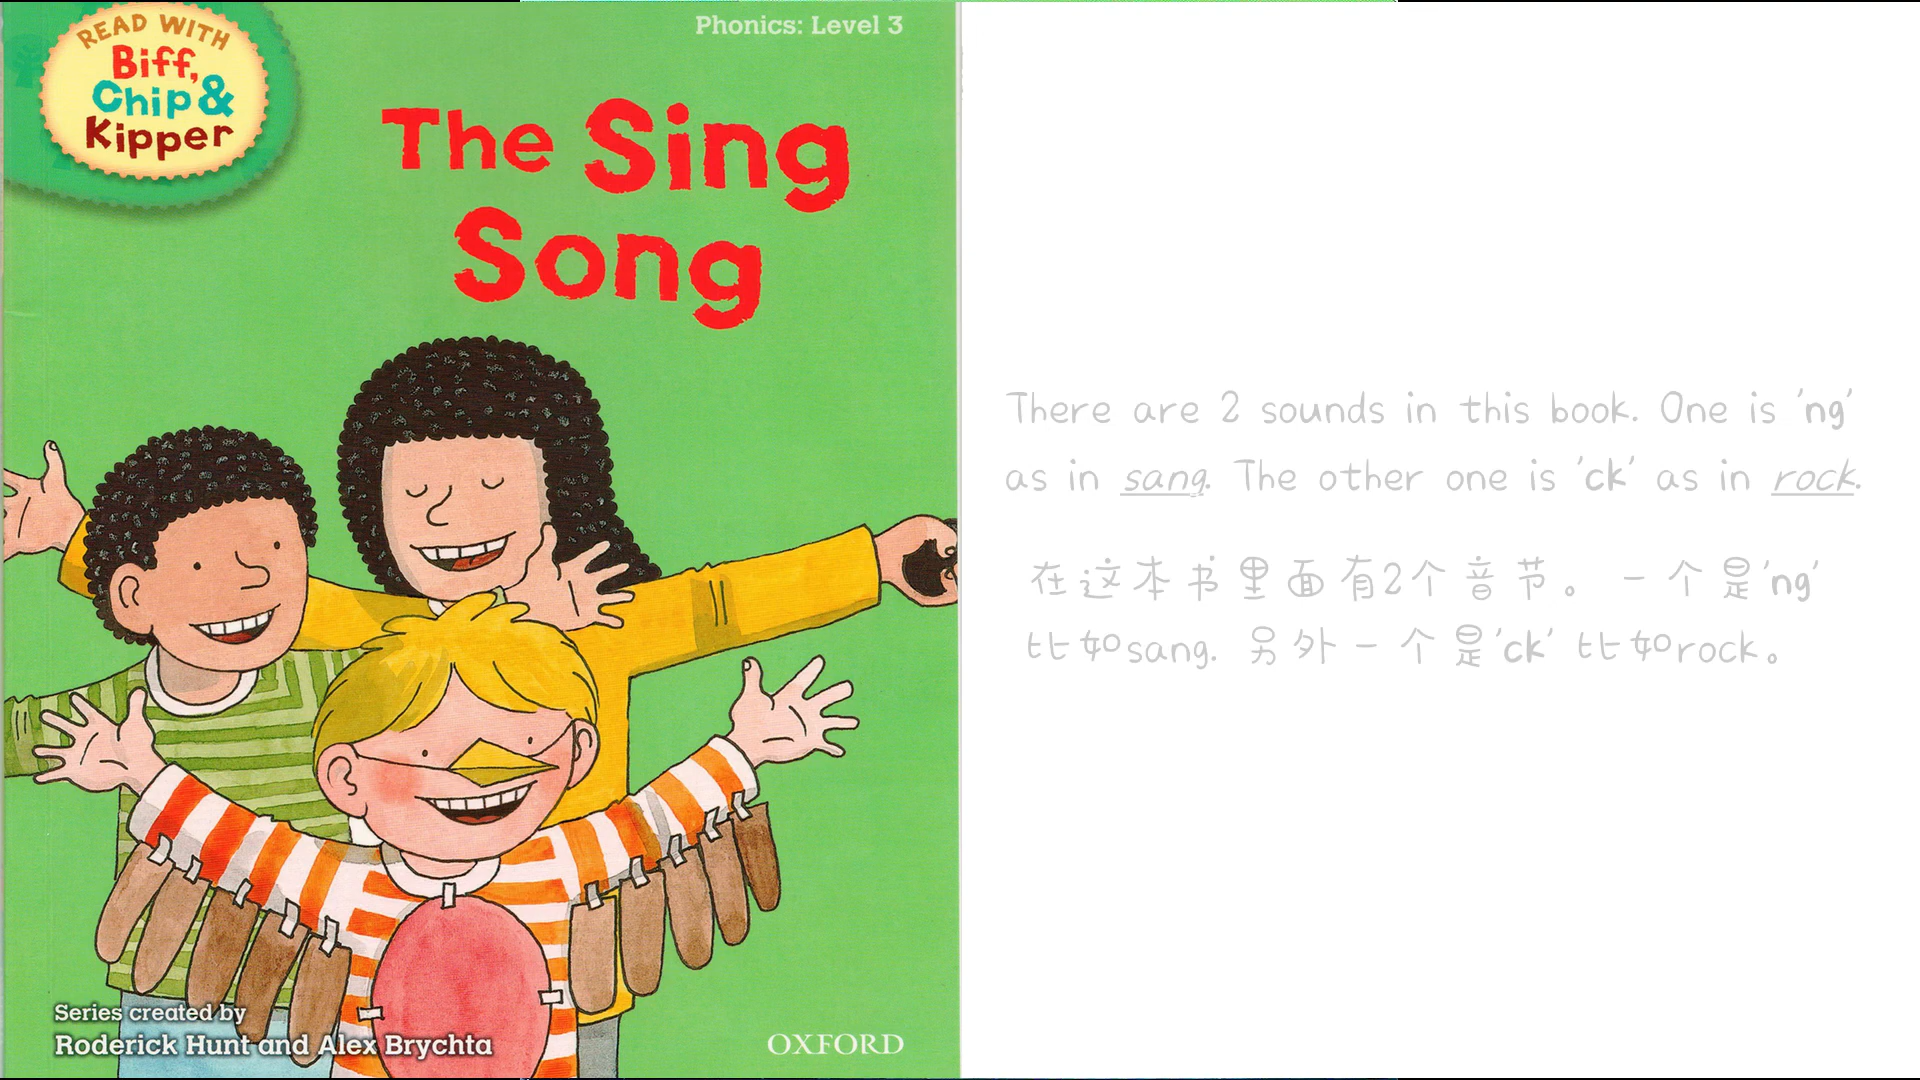 READ WITH
Biff,
Chip &
Kipper
Phonics: Level 3
The Sing
Song
Series created by
Roderick Hunt and Alex Brychta
OXFORD
There are 2 sounds in this book. One is 'ng'
as in sang. The other one is 'ck' as in rock.
在这本书里面有2个音节。一个是'ng'
比如sang. 另外一个是'ck' 比如rock。